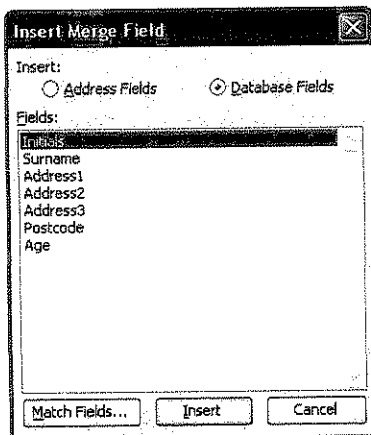 Insert Merge Field
Insert:
Address Fields Database Fields
Fields:
Initials
Surname
Address1
Address2
Address3
Postcode
Age
Match Fields... Insert Cancel